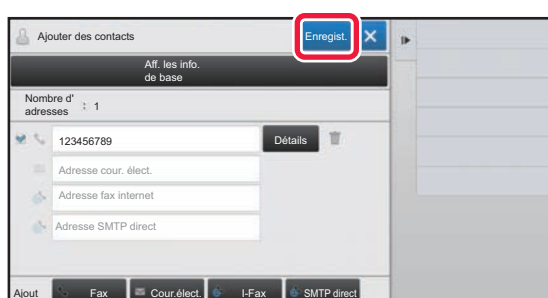 Ajouter des contacts
Enregist.
Aff. les info.
de base
Nombre d'
adresses : 1
123456789
Détails
Adresse cour. élect.
Adresse fax internet
Adresse SMTP direct
Ajout
Fax
Cour.élect.
I-Fax
SMTP direct